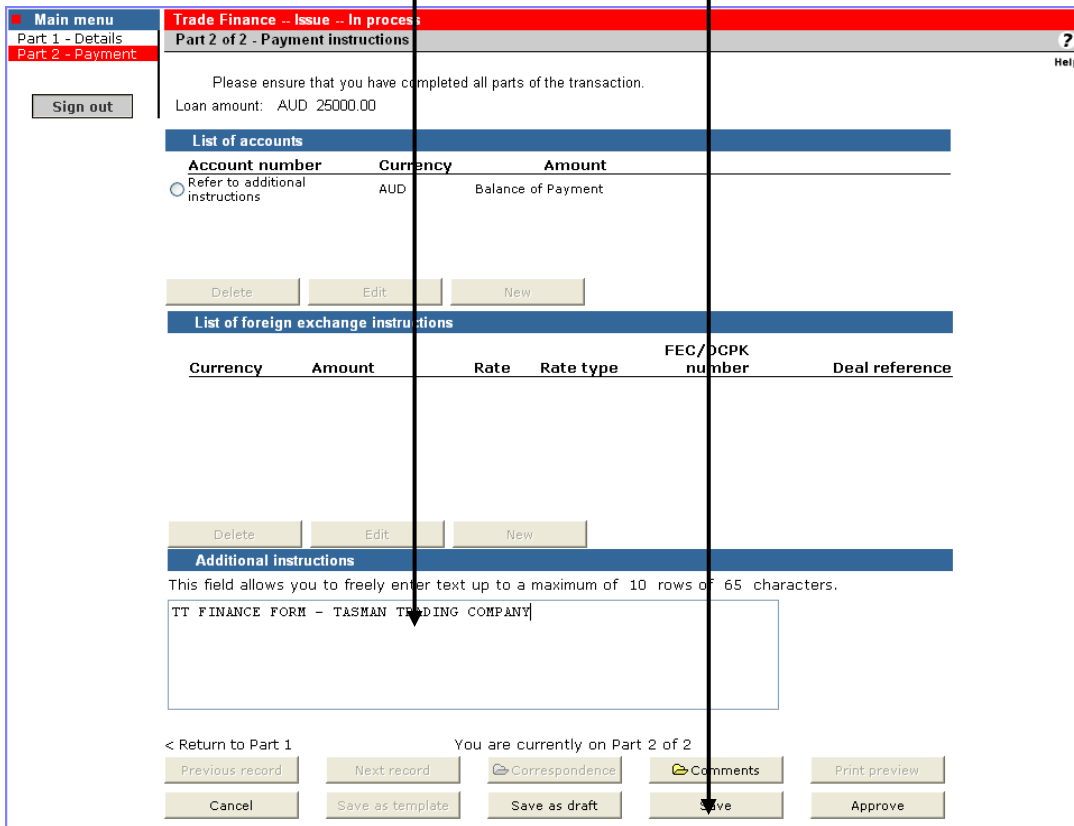 Main menu
Part 1 - Details
Part 2 - Payment
Sign out
Trade Finance -- Issue -- In process
Part 2 of 2 - Payment instructions
?
Help
Please ensure that you have completed all parts of the transaction.
Loan amount: AUD 25000.00
List of accounts
Account number Currency Amount
Refer to additional instructions AUD Balance of Payment
Delete Edit New
List of foreign exchange instructions
Currency Amount Rate Rate type FEC/DCPK number Deal reference
Delete Edit New
Additional instructions
This field allows you to freely enter text up to a maximum of 10 rows of 65 characters.
TT FINANCE FORM - TASMAN TRADING COMPANY
< Return to Part 1 You are currently on Part 2 of 2
Previous record Next record Correspondence Comments Print preview
Cancel Save as template Save as draft Save Approve